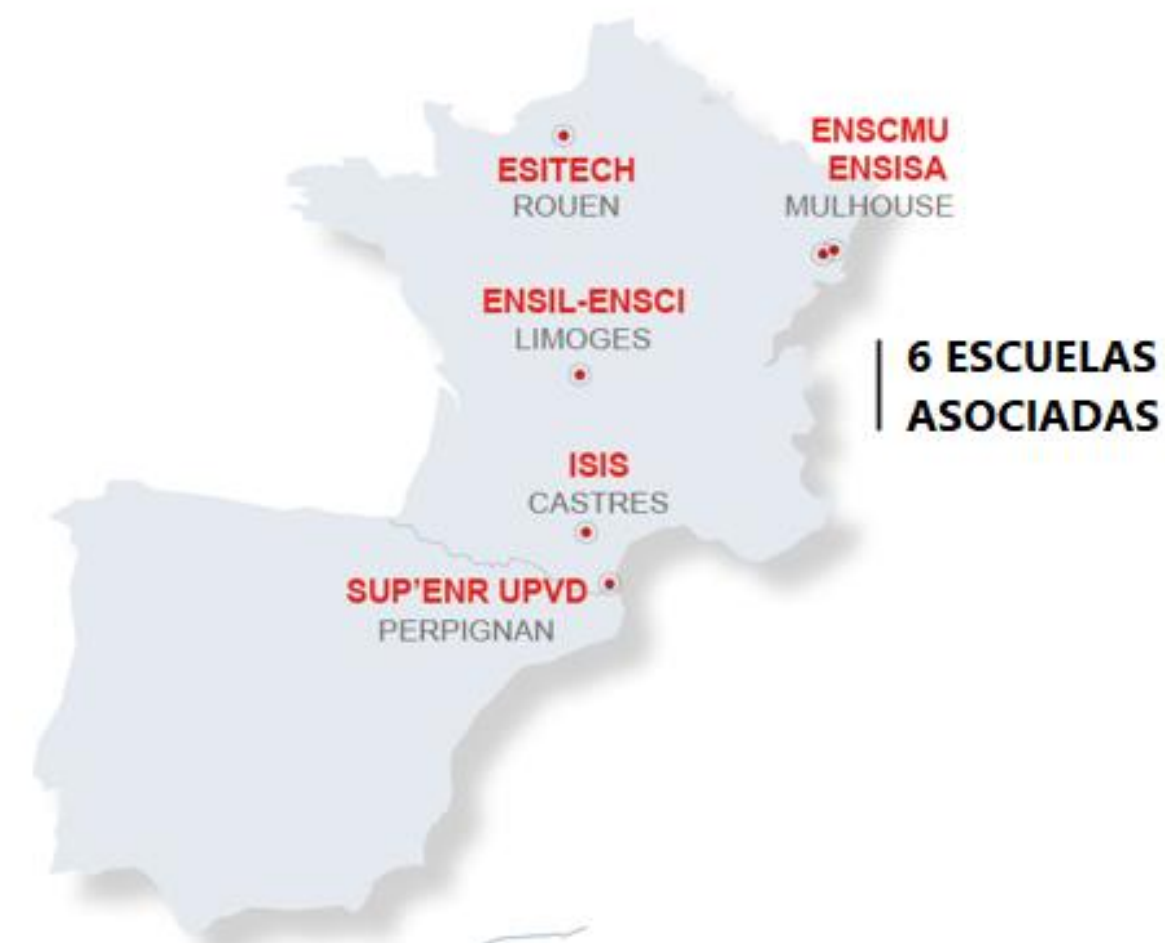 ENSCMU
ENSISA
MULHOUSE
ESITECH
ROUEN
ENSIL-ENSCI
LIMOGES
6 ESCUELAS
ASOCIADAS
ISIS
CASTRES
SUP'ENR UPVD
PERPIGNAN